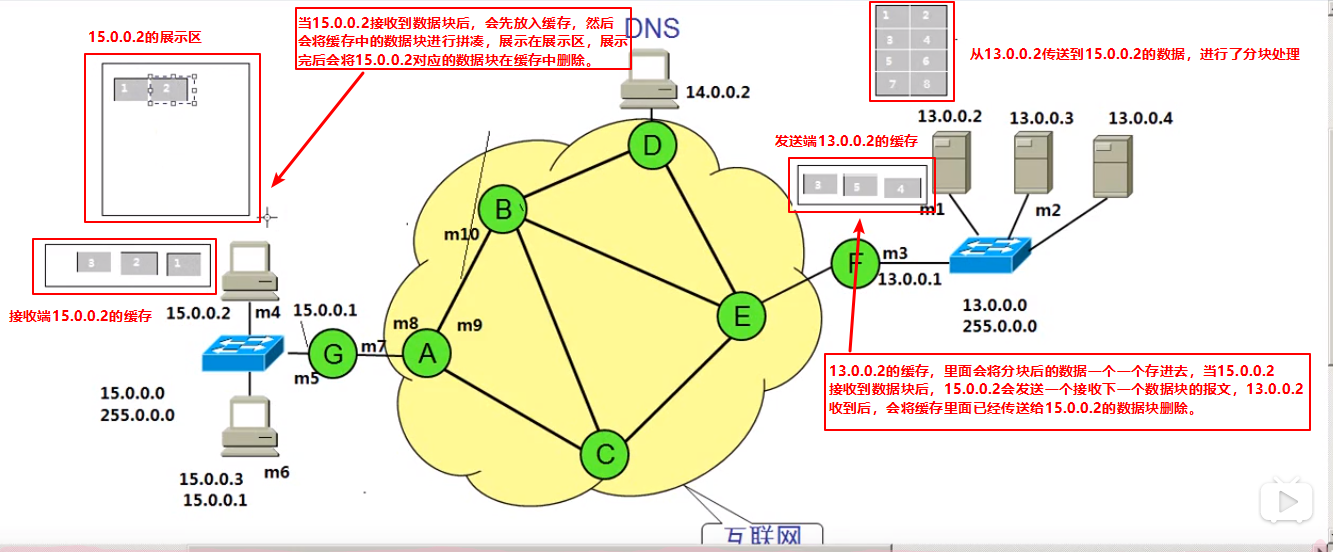 15.0.0.2的展示区
当15.0.0.2接收到数据块后，会先放入缓存，然后
会将缓存中的数据块进行拼凑，展示在展示区，展示
完后会将15.0.0.2对应的数据块在缓存中删除。
DNS
14.0.0.2
1 2
3 4
5 6
7 8
从13.0.0.2传送到15.0.0.2的数据，进行了分块处理
1 2
13.0.0.2
13.0.0.3
13.0.0.4
发送端13.0.0.2的缓存
3 5 4
m1
m2
D
B
m10
3 2 1
接收端15.0.0.2的缓存
15.0.0.2
m4
F
m3
13.0.0.1
13.0.0.0
255.0.0.0
15.0.0.1
m8
m9
E
G
m7
A
m5
15.0.0.0
255.0.0.0
13.0.0.2的缓存，里面会将分块后的数据一个一个存进去，当15.0.0.2
接收到数据块后，15.0.0.2会发送一个接收下一个数据块的报文，13.0.0.2
收到后，会将缓存里面已经传送给15.0.0.2的数据块删除。
C
15.0.0.3
m6
15.0.0.1
互联网